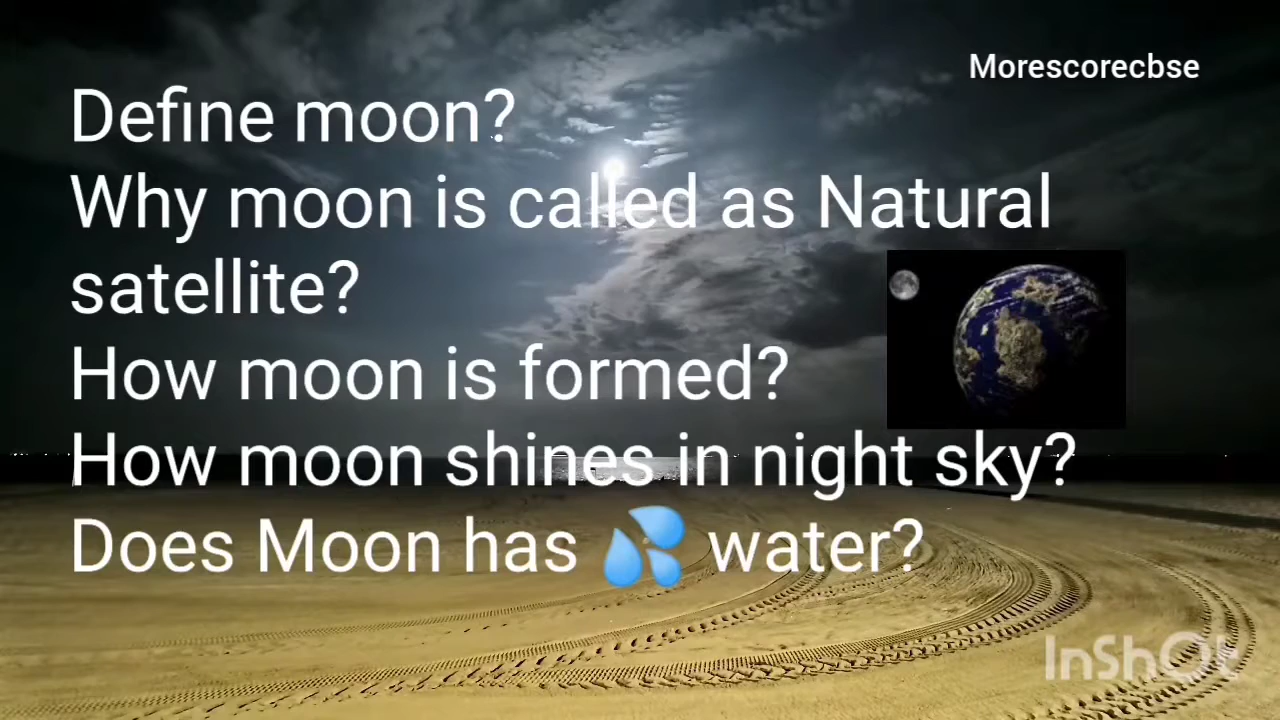 Morescorecbse
Define moon?
Why moon is called as Natural
satellite?
How moon is formed?
How moon shines in night sky?
Does Moon has 💦 water?
InShOt